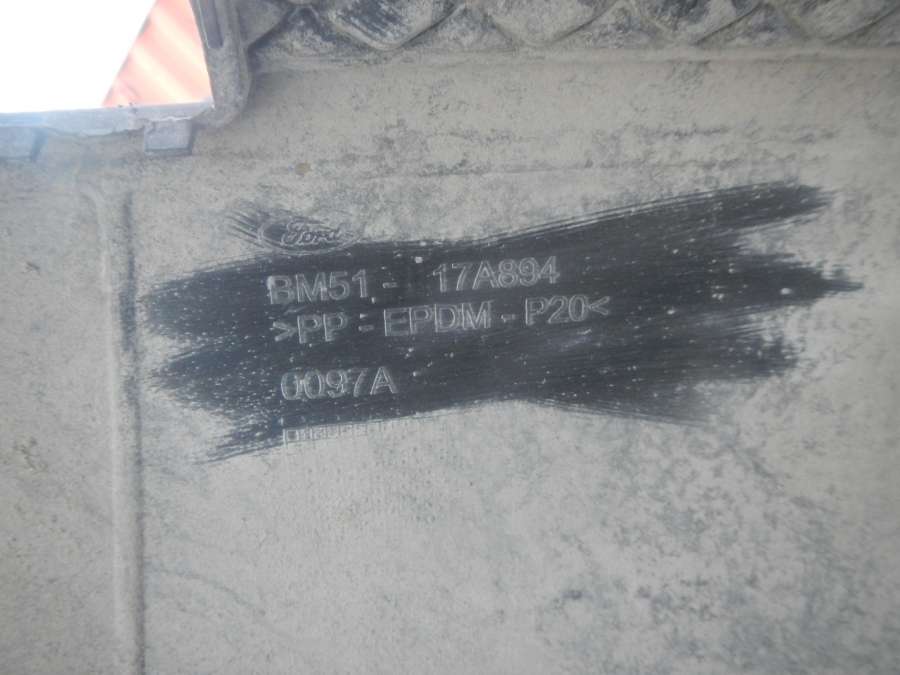 Ford
BM51 - 17A894
>PP - EPDM - P20<
0097A